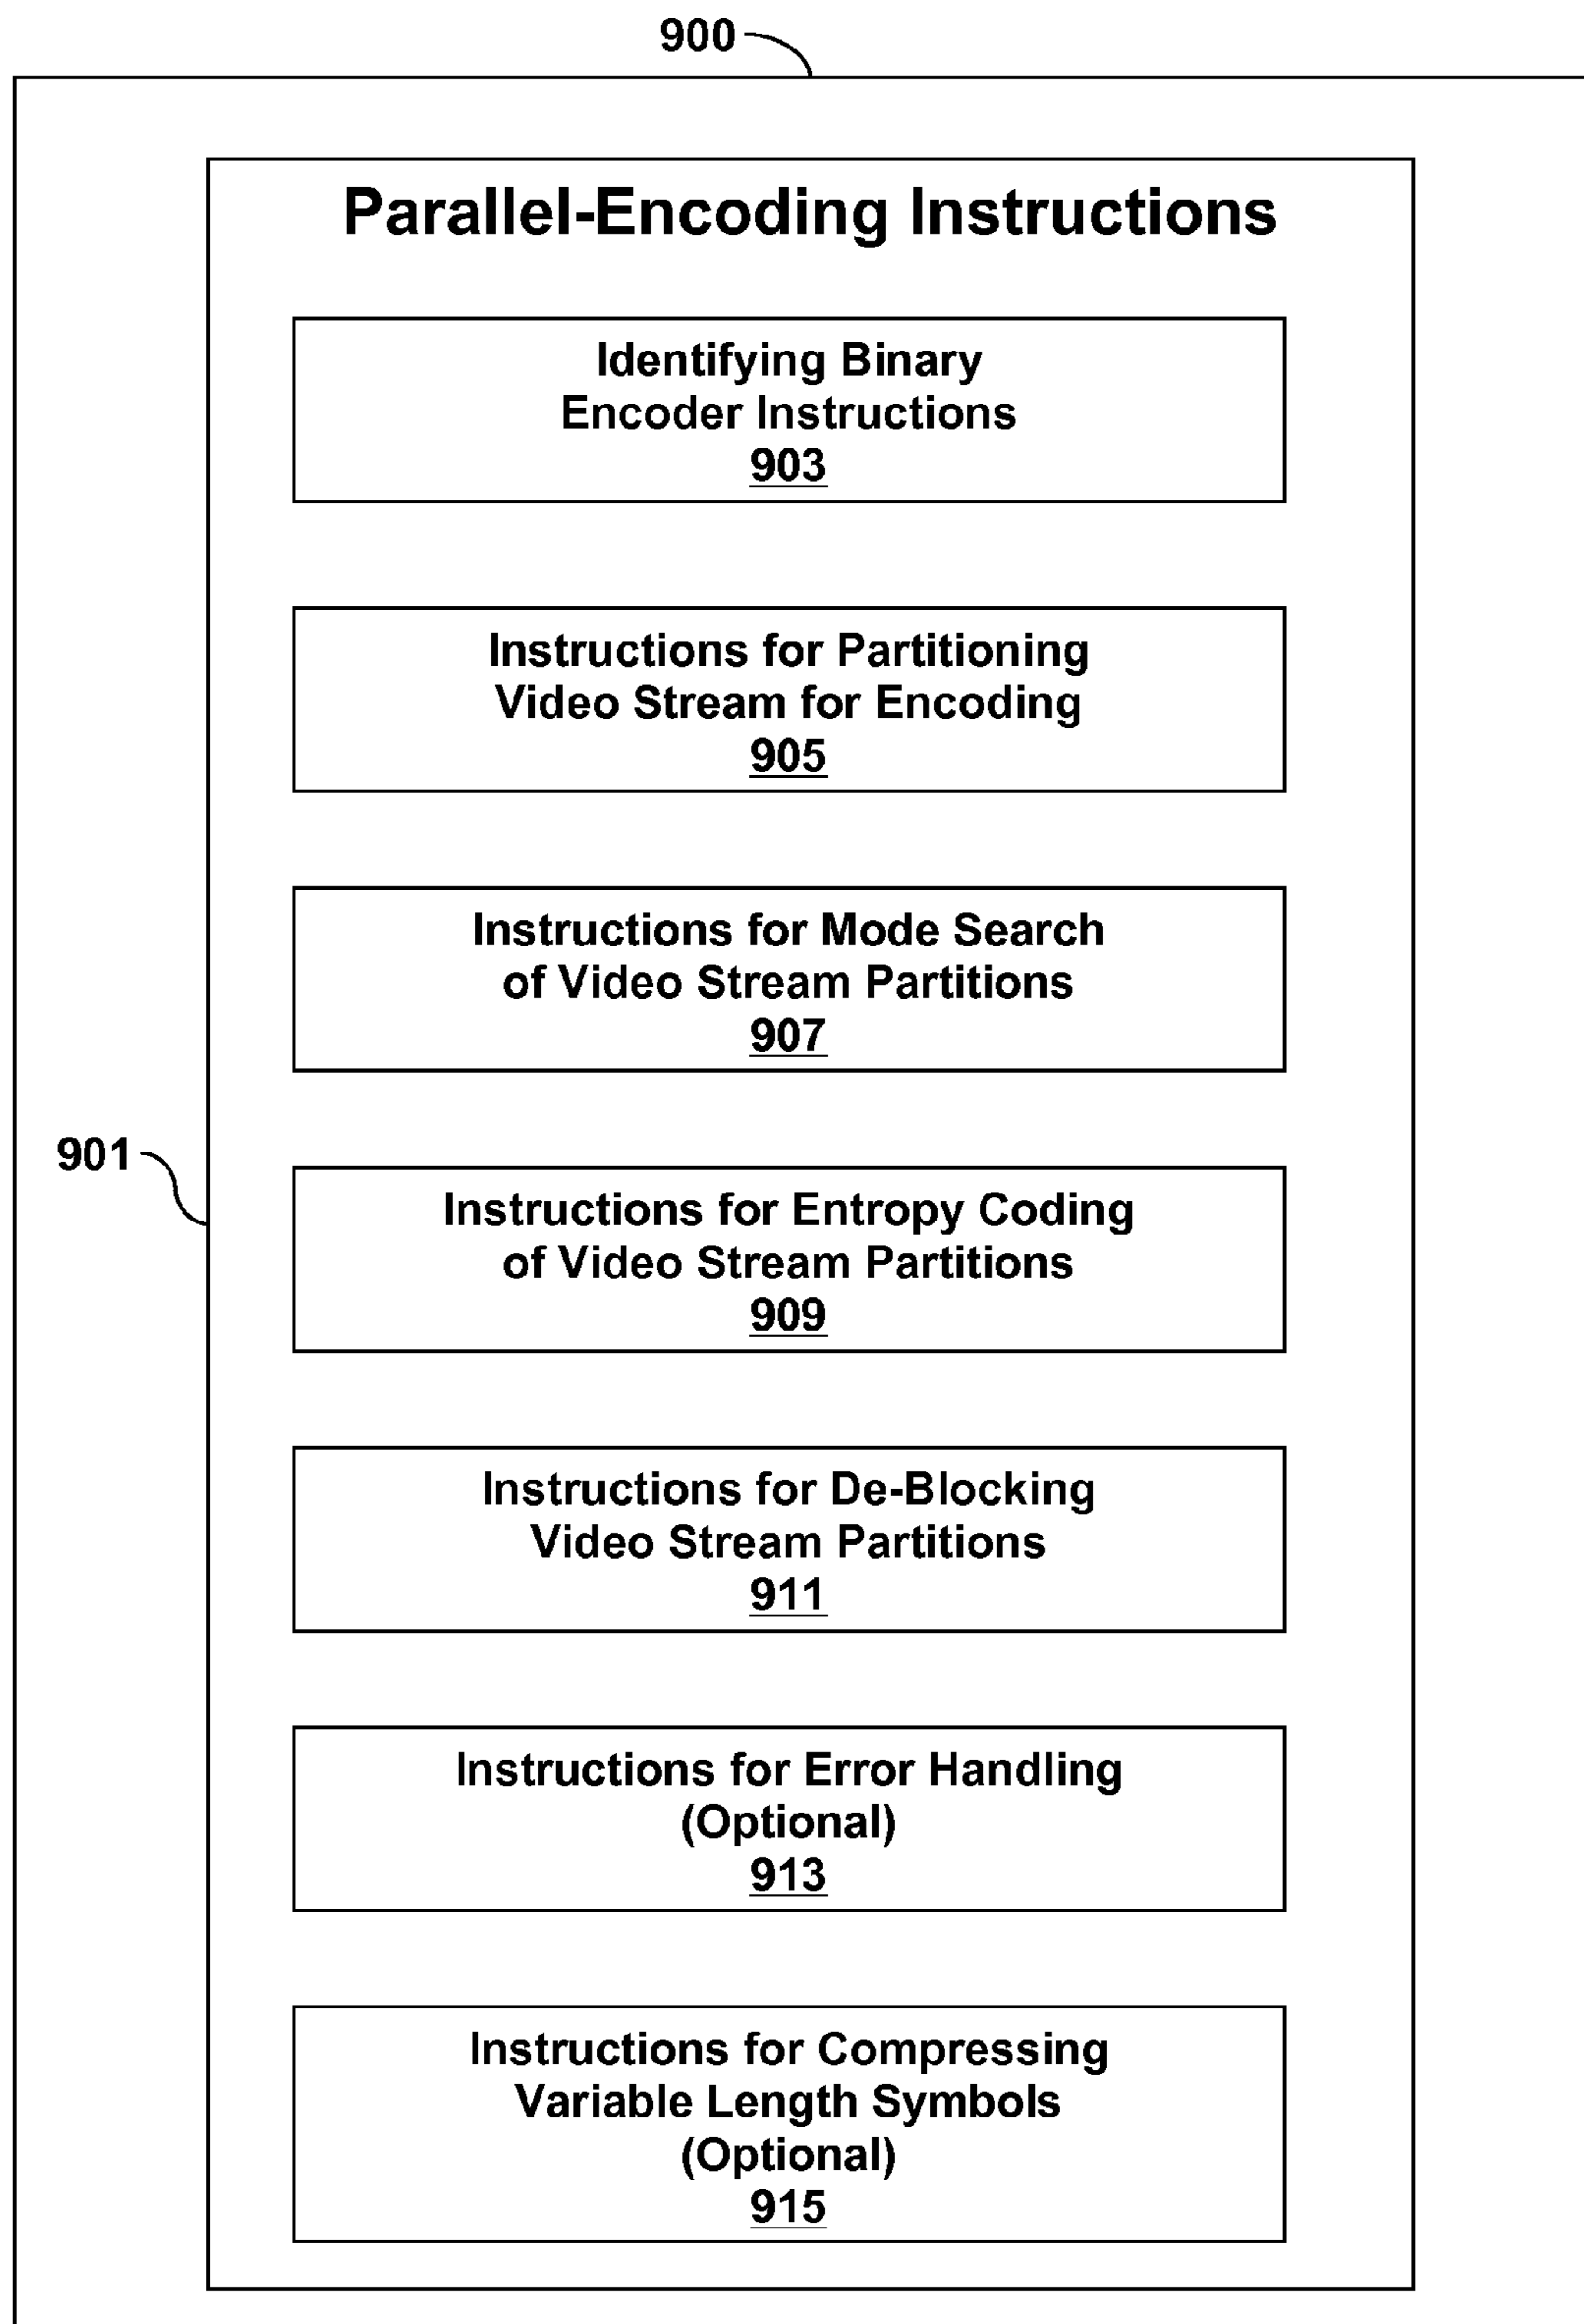 900
Parallel-Encoding Instructions
Identifying Binary
Encoder Instructions
903
Instructions for Partitioning
Video Stream for Encoding
905
Instructions for Mode Search
of Video Stream Partitions
907
901
Instructions for Entropy Coding
of Video Stream Partitions
909
Instructions for De-Blocking
Video Stream Partitions
911
Instructions for Error Handling
(Optional)
913
Instructions for Compressing
Variable Length Symbols
(Optional)
915